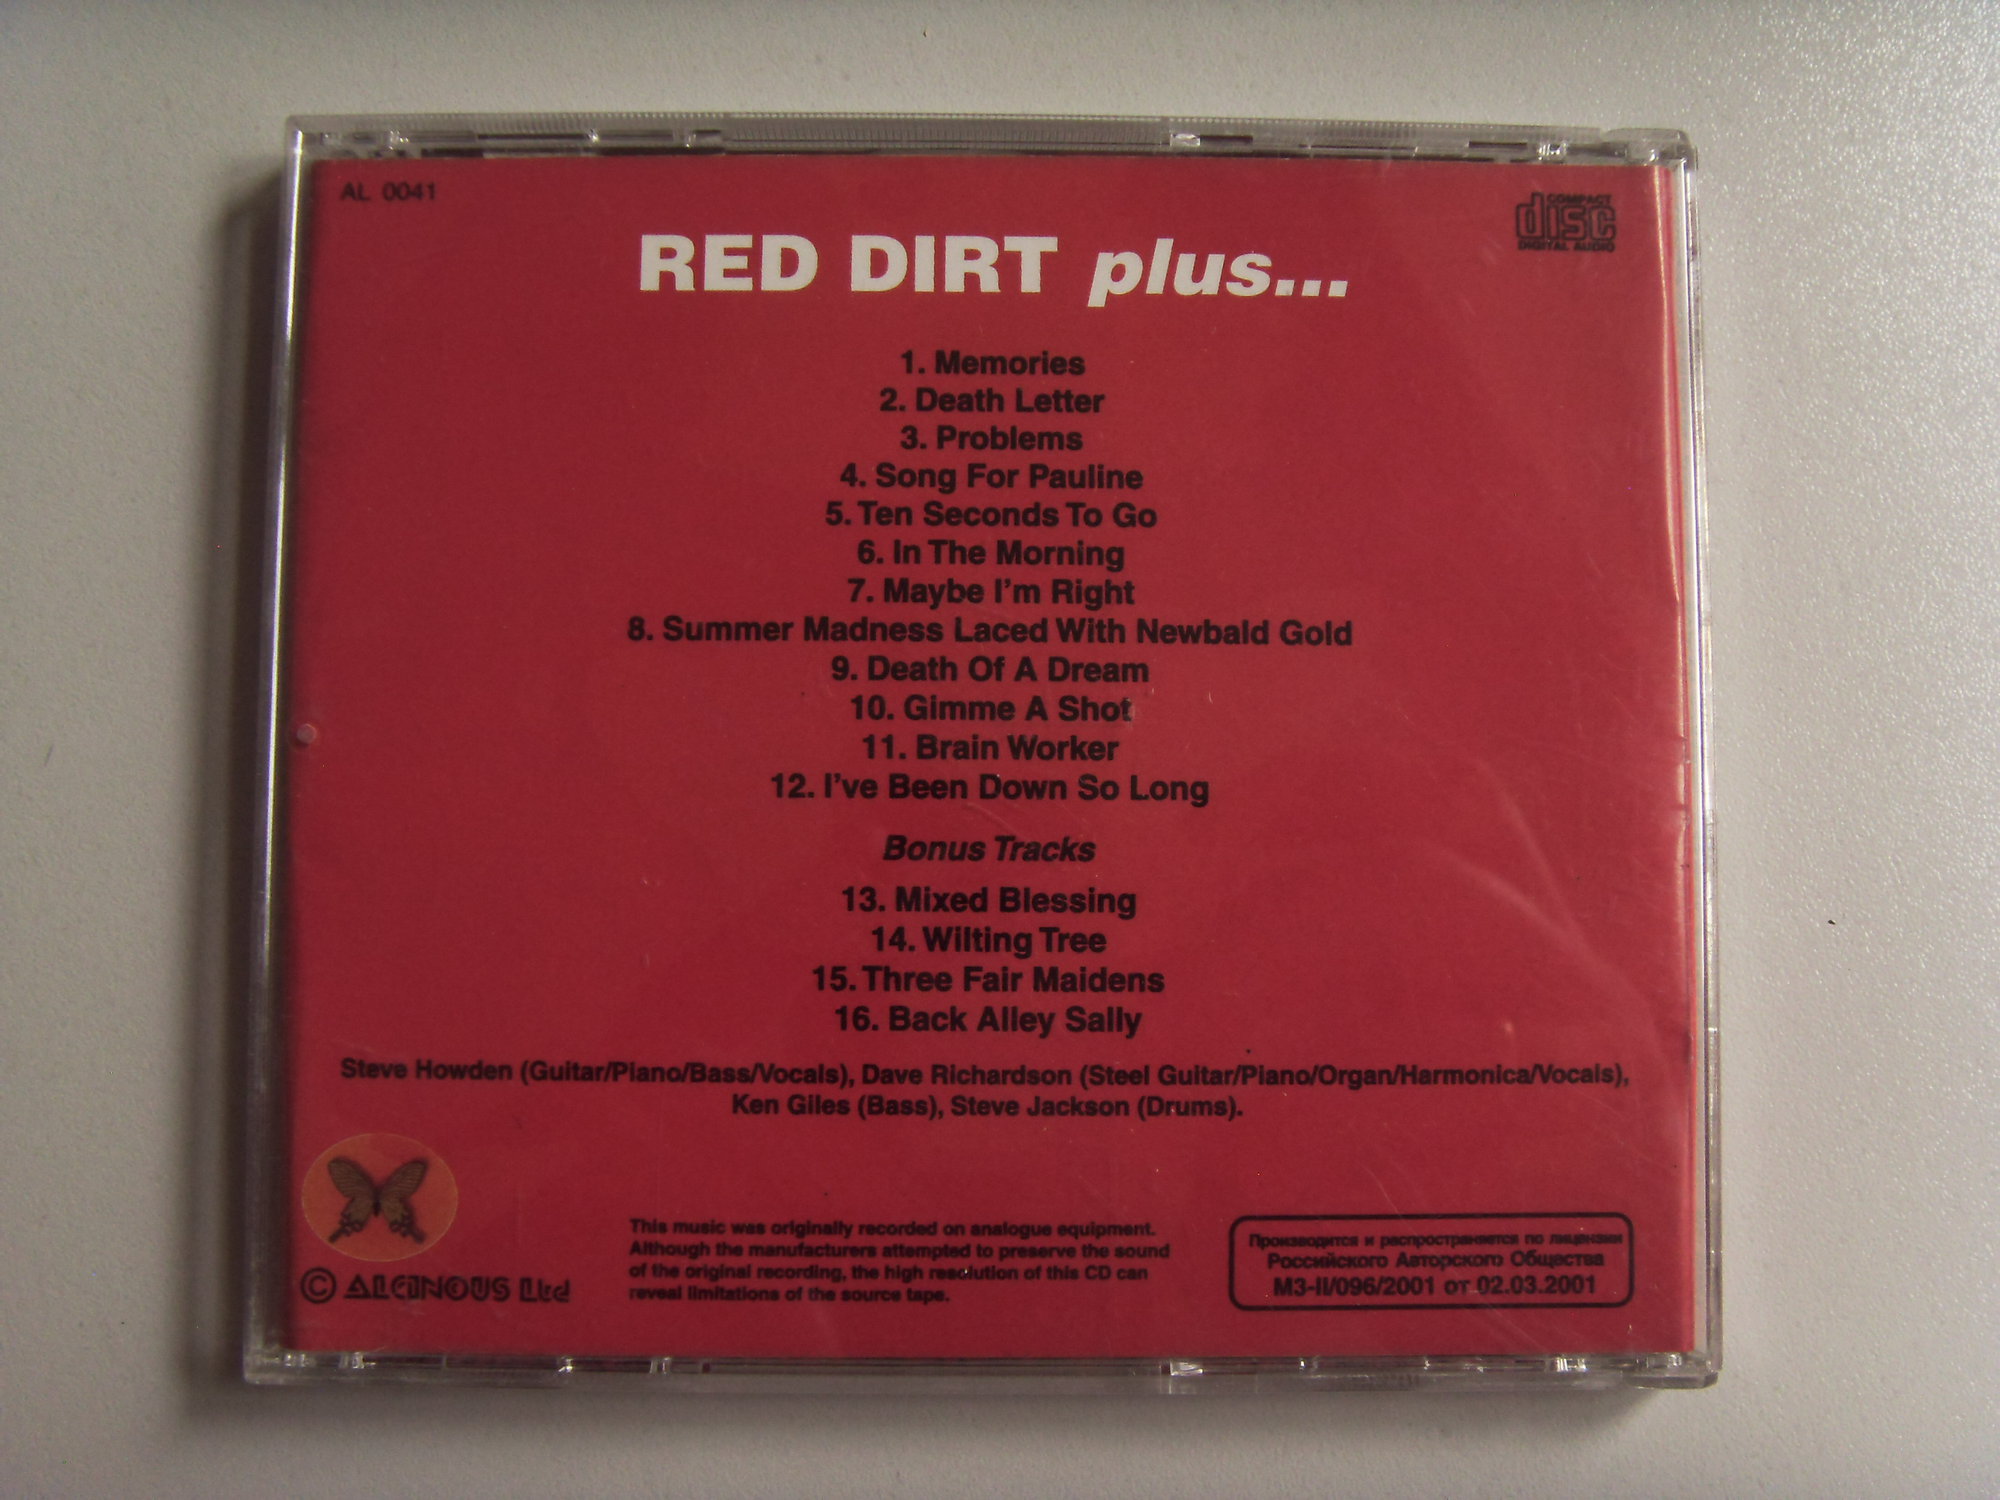 AL 0041
COMPACT
disc
DIGITAL AUDIO
RED DIRT plus...
1. Memories
2. Death Letter
3. Problems
4. Song For Pauline
5. Ten Seconds To Go
6. In The Morning
7. Maybe I'm Right
8. Summer Madness Laced With Newbald Gold
9. Death Of A Dream
10. Gimme A Shot
11. Brain Worker
12. I've Been Down So Long
Bonus Tracks
13. Mixed Blessing
14. Wilting Tree
15. Three Fair Maidens
16. Back Alley Sally
Steve Howden (Guitar/Piano/Bass/Vocals), Dave Richardson (Steel Guitar/Piano/Organ/Harmonica/Vocals),
Ken Giles (Bass), Steve Jackson (Drums).
© ALCINOUS Ltd
This music was originally recorded on analogue equipment.
Although the manufacturers attempted to preserve the sound
of the original recording, the high resolution of this CD can
reveal limitations of the source tape.
Производится и распространяется по лицензии
Российского Авторского Общества
МЗ-II/096/2001 от 02.03.2001